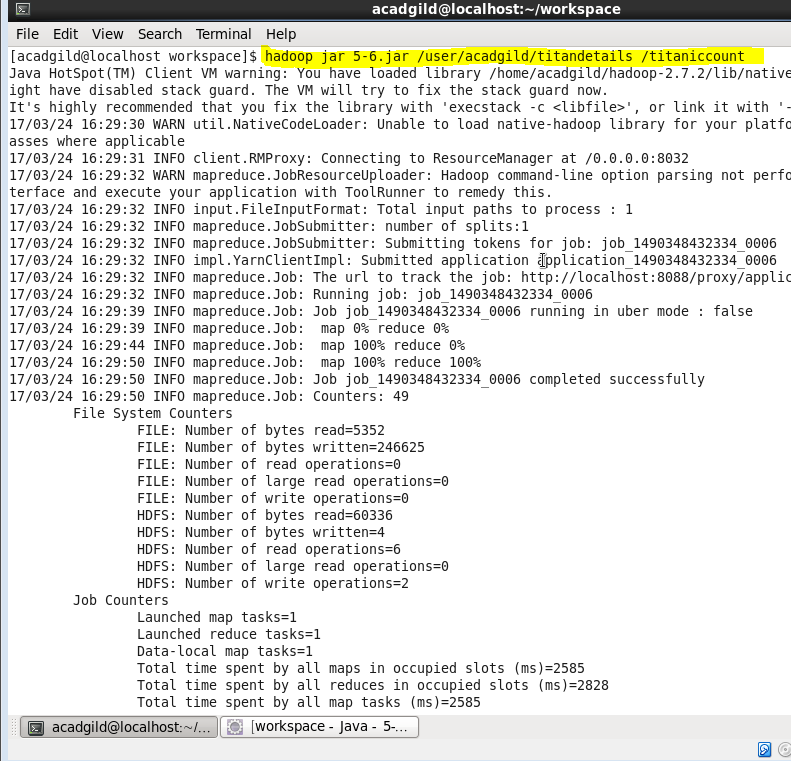 acadgild@localhost:~/workspace
File Edit View Search Terminal Help
[acadgild@localhost workspace]$ hadoop jar 5-6.jar /user/acadgild/titandetails /titaniccount
Java HotSpot(TM) Client VM warning: You have loaded library /home/acadgild/hadoop-2.7.2/lib/native
ight have disabled stack guard. The VM will try to fix the stack guard now.
It's highly recommended that you fix the library with 'execstack -c <libfile>', or link it with '-
17/03/24 16:29:30 WARN util.NativeCodeLoader: Unable to load native-hadoop library for your platfo
asses where applicable
17/03/24 16:29:31 INFO client.RMProxy: Connecting to ResourceManager at /0.0.0.0:8032
17/03/24 16:29:32 WARN mapreduce.JobResourceUploader: Hadoop command-line option parsing not perfo
terface and execute your application with ToolRunner to remedy this.
17/03/24 16:29:32 INFO input.FileInputFormat: Total input paths to process : 1
17/03/24 16:29:32 INFO mapreduce.JobSubmitter: number of splits:1
17/03/24 16:29:32 INFO mapreduce.JobSubmitter: Submitting tokens for job: job_1490348432334_0006
17/03/24 16:29:32 INFO impl.YarnClientImpl: Submitted application application_1490348432334_0006
17/03/24 16:29:32 INFO mapreduce.Job: The url to track the job: http://localhost:8088/proxy/applic
17/03/24 16:29:32 INFO mapreduce.Job: Running job: job_1490348432334_0006
17/03/24 16:29:39 INFO mapreduce.Job: Job job_1490348432334_0006 running in uber mode : false
17/03/24 16:29:39 INFO mapreduce.Job:  map 0% reduce 0%
17/03/24 16:29:44 INFO mapreduce.Job:  map 100% reduce 0%
17/03/24 16:29:50 INFO mapreduce.Job:  map 100% reduce 100%
17/03/24 16:29:50 INFO mapreduce.Job: Job job_1490348432334_0006 completed successfully
17/03/24 16:29:50 INFO mapreduce.Job: Counters: 49
File System Counters
FILE: Number of bytes read=5352
FILE: Number of bytes written=246625
FILE: Number of read operations=0
FILE: Number of large read operations=0
FILE: Number of write operations=0
HDFS: Number of bytes read=60336
HDFS: Number of bytes written=4
HDFS: Number of read operations=6
HDFS: Number of large read operations=0
HDFS: Number of write operations=2
Job Counters
Launched map tasks=1
Launched reduce tasks=1
Data-local map tasks=1
Total time spent by all maps in occupied slots (ms)=2585
Total time spent by all reduces in occupied slots (ms)=2828
Total time spent by all map tasks (ms)=2585
acadgild@localhost:~/... [workspace - Java - 5-...